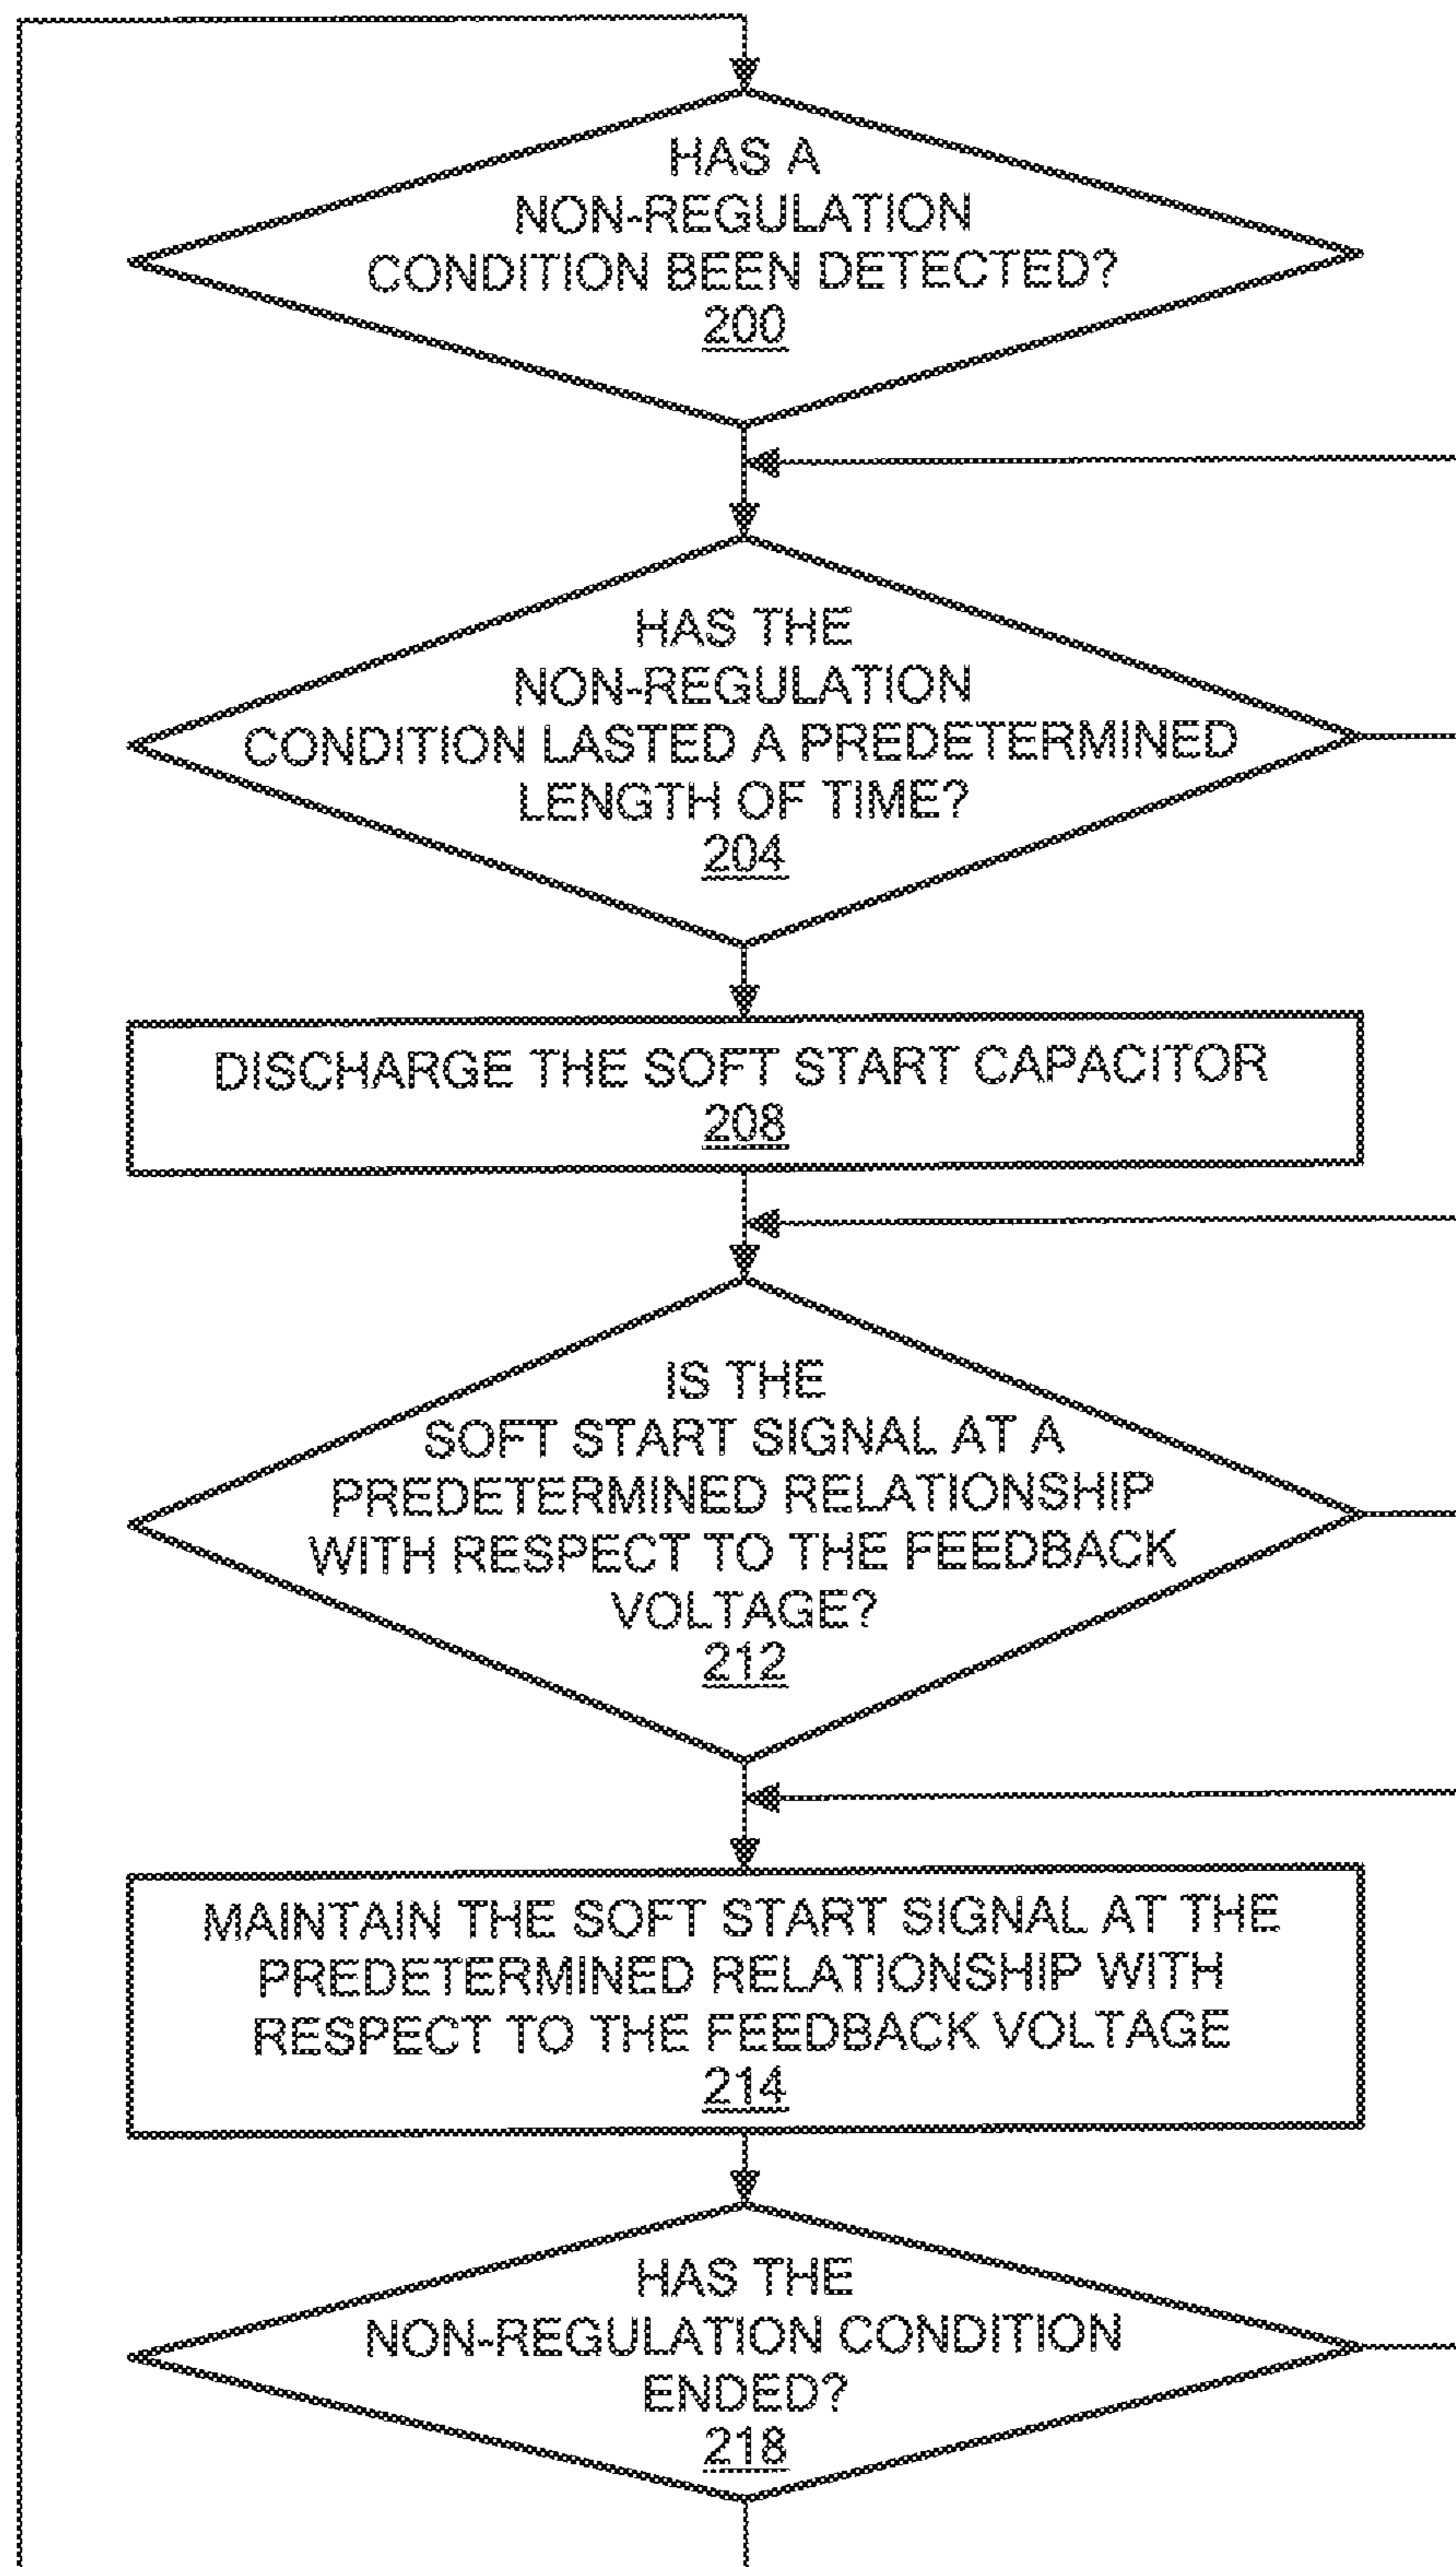 HAS A
NON-REGULATION
CONDITION BEEN DETECTED?
200
HAS THE
NON-REGULATION
CONDITION LASTED A PREDETERMINED
LENGTH OF TIME?
204
DISCHARGE THE SOFT START CAPACITOR
208
IS THE
SOFT START SIGNAL AT A
PREDETERMINED RELATIONSHIP
WITH RESPECT TO THE FEEDBACK
VOLTAGE?
212
MAINTAIN THE SOFT START SIGNAL AT THE
PREDETERMINED RELATIONSHIP WITH
RESPECT TO THE FEEDBACK VOLTAGE
214
HAS THE
NON-REGULATION CONDITION
ENDED?
218